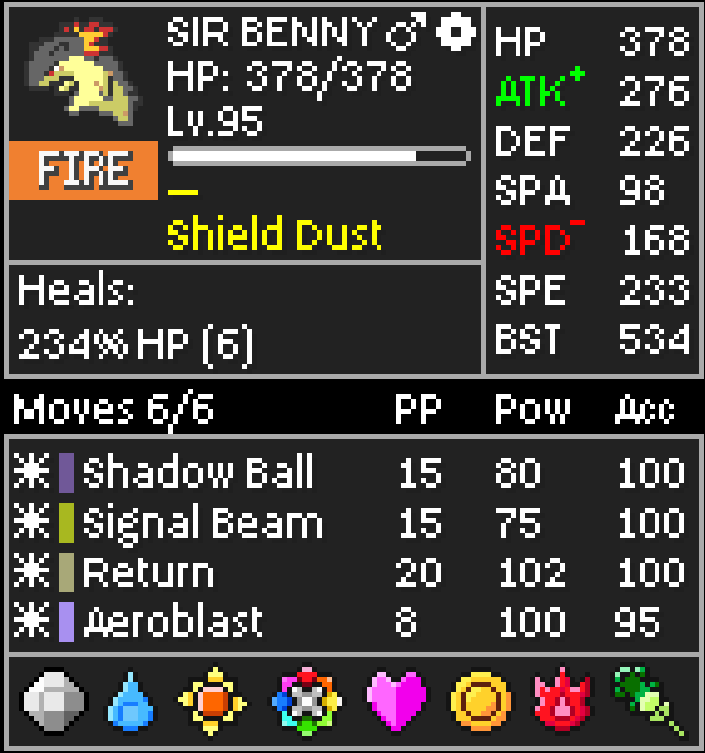 SIR BENNY♂
HP: 378/378
Lv.95
FIRE
—
Shield Dust
HP 378
ATK+ 276
DEF 226
SPA 98
SPD- 168
SPE 233
BST 534
Heals:
234% HP (6)
Moves 6/6 PP Pow Acc
Shadow Ball 15 80 100
Signal Beam 15 75 100
Return 20 102 100
Aeroblast 8 100 95